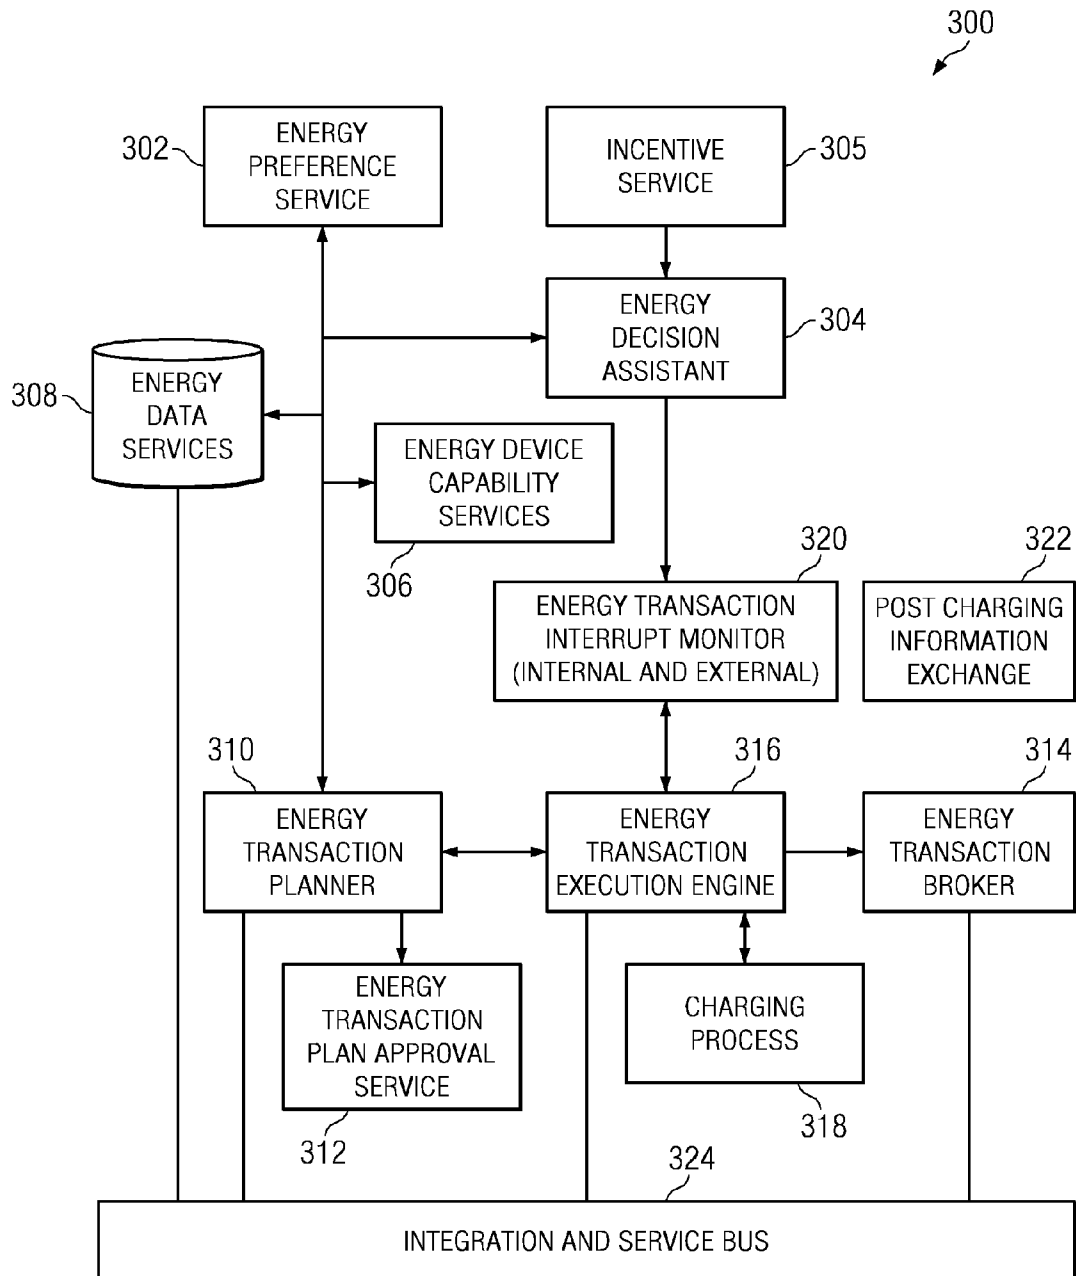 300
302
ENERGY
PREFERENCE
SERVICE
INCENTIVE
SERVICE
305
ENERGY
DECISION
ASSISTANT
304
308
ENERGY
DATA
SERVICES
ENERGY DEVICE
CAPABILITY
SERVICES
306
320
ENERGY TRANSACTION
INTERRUPT MONITOR
(INTERNAL AND EXTERNAL)
322
POST CHARGING
INFORMATION
EXCHANGE
310
ENERGY
TRANSACTION
PLANNER
316
ENERGY
TRANSACTION
EXECUTION ENGINE
314
ENERGY
TRANSACTION
BROKER
ENERGY
TRANSACTION
PLAN APPROVAL
SERVICE
312
CHARGING
PROCESS
318
324
INTEGRATION AND SERVICE BUS